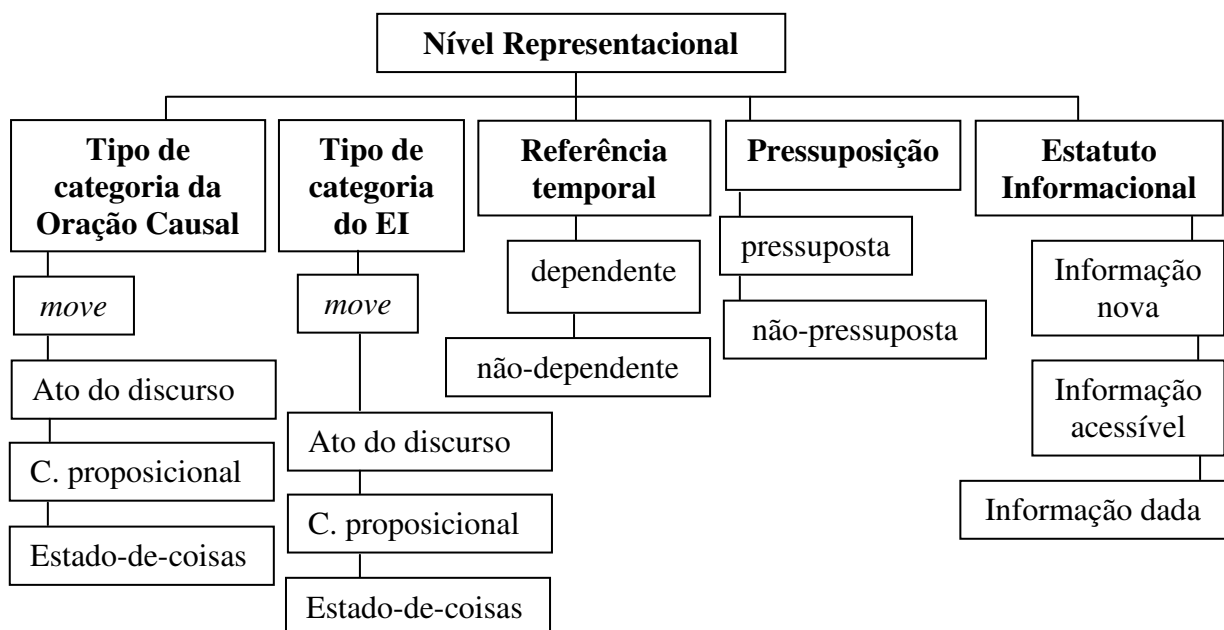 Nível Representacional
Tipo de
categoria da
Oração Causal
move
Ato do discurso
C. proposicional
Estado-de-coisas
Tipo de
categoria
do EI
move
Ato do discurso
C. proposicional
Estado-de-coisas
Referência
temporal
dependente
não-dependente
Pressuposição
pressuposta
não-pressuposta
Estatuto
Informacional
Informação
nova
Informação
acessível
Informação dada